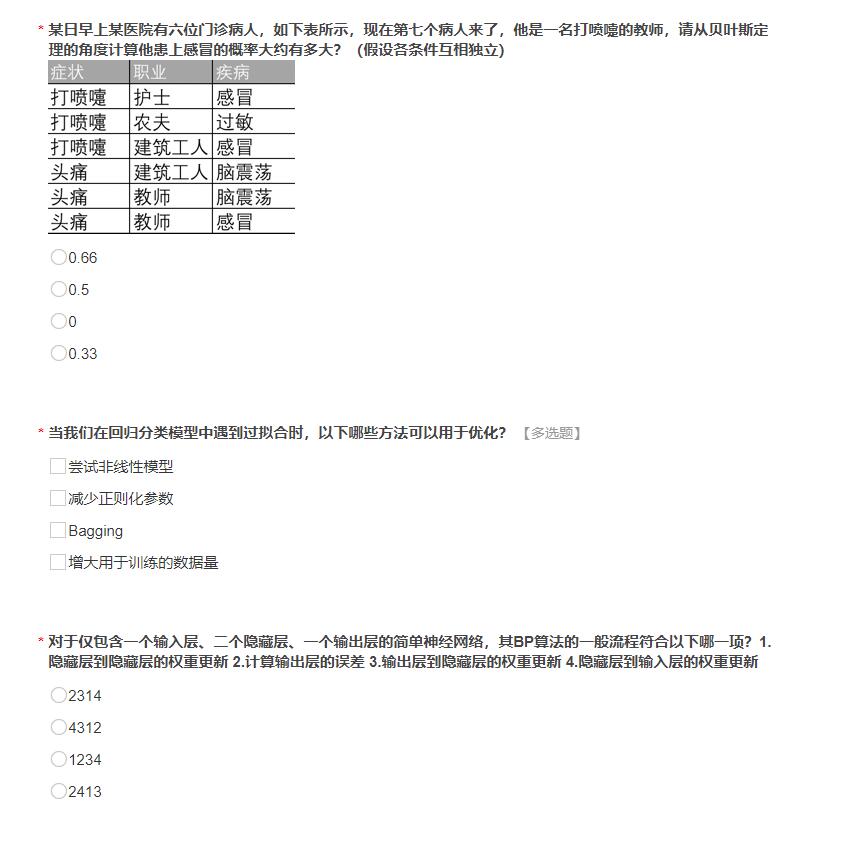 * 某日早上某医院有六位门诊病人，如下表所示，现在第七个病人来了，他是一名打喷嚏的教师，请从贝叶斯定
理的角度计算他患上感冒的概率大约有多大？（假设各条件互相独立）
症状 职业 疾病
打喷嚏 护士 感冒
打喷嚏 农夫 过敏
打喷嚏 建筑工人 感冒
头痛 建筑工人 脑震荡
头痛 教师 脑震荡
头痛 教师 感冒
0.66
0.5
0
0.33
* 当我们在回归分类模型中遇到过拟合时，以下哪些方法可以用于优化？ 【多选题】
尝试非线性模型
减少正则化参数
Bagging
增大用于训练的数据量
* 对于仅包含一个输入层、二个隐藏层、一个输出层的简单神经网络，其BP算法的一般流程符合以下哪一项？1.
隐藏层到隐藏层的权重更新 2.计算输出层的误差 3.输出层到隐藏层的权重更新 4.隐藏层到输入层的权重更新
2314
4312
1234
2413